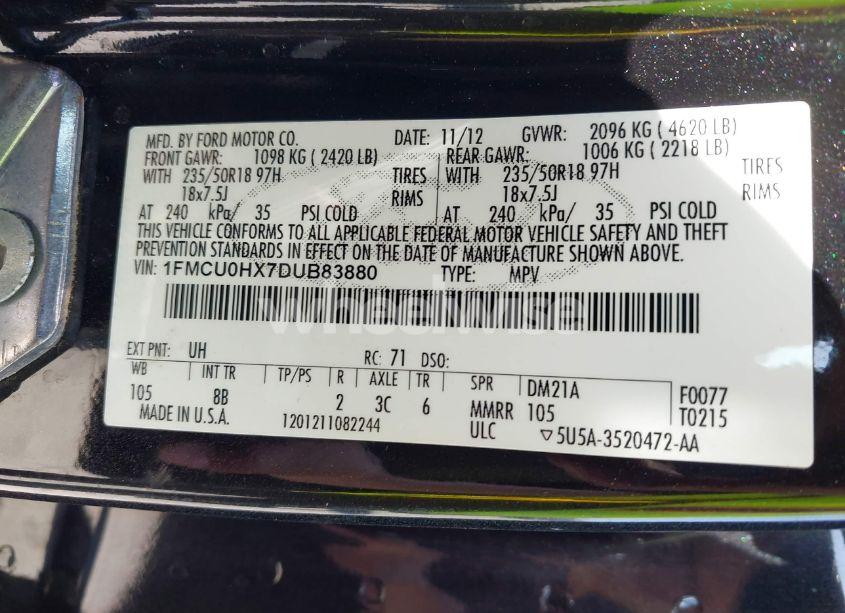 MFD. BY FORD MOTOR CO. DATE: 11/12 GVWR: 2096 KG ( 4620 LB)
FRONT GAWR: 1098 KG ( 2420 LB) REAR GAWR: 1006 KG ( 2218 LB)
WITH 235/50R18 97H TIRES WITH 235/50R18 97H TIRES
18x7.5J RIMS 18x7.5J RIMS
AT 240 kPa/ 35 PSI COLD AT 240 kPa/ 35 PSI COLD
THIS VEHICLE CONFORMS TO ALL APPLICABLE FEDERAL MOTOR VEHICLE SAFETY AND THEFT
PREVENTION STANDARDS IN EFFECT ON THE DATE OF MANUFACTURE SHOWN ABOVE.
VIN: 1FMCU0HX7DUB83880 TYPE: MPV
wheelwise
EXT PNT: UH RC: 71 DSO:
WB INT TR TP/PS R AXLE TR SPR DM21A F0077
105 8B 2 3C 6 MMRR 105 T0215
MADE IN U.S.A. 1201211082244 ULC ▽5U5A-3520472-AA